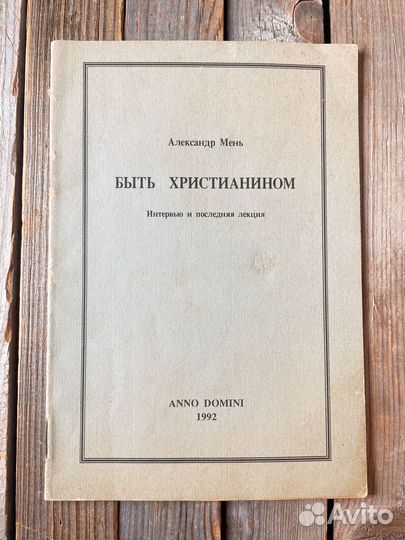 Александр Мень
БЫТЬ ХРИСТИАНИНОМ
Интервью и последняя лекция
ANNO DOMINI
1992
Avito